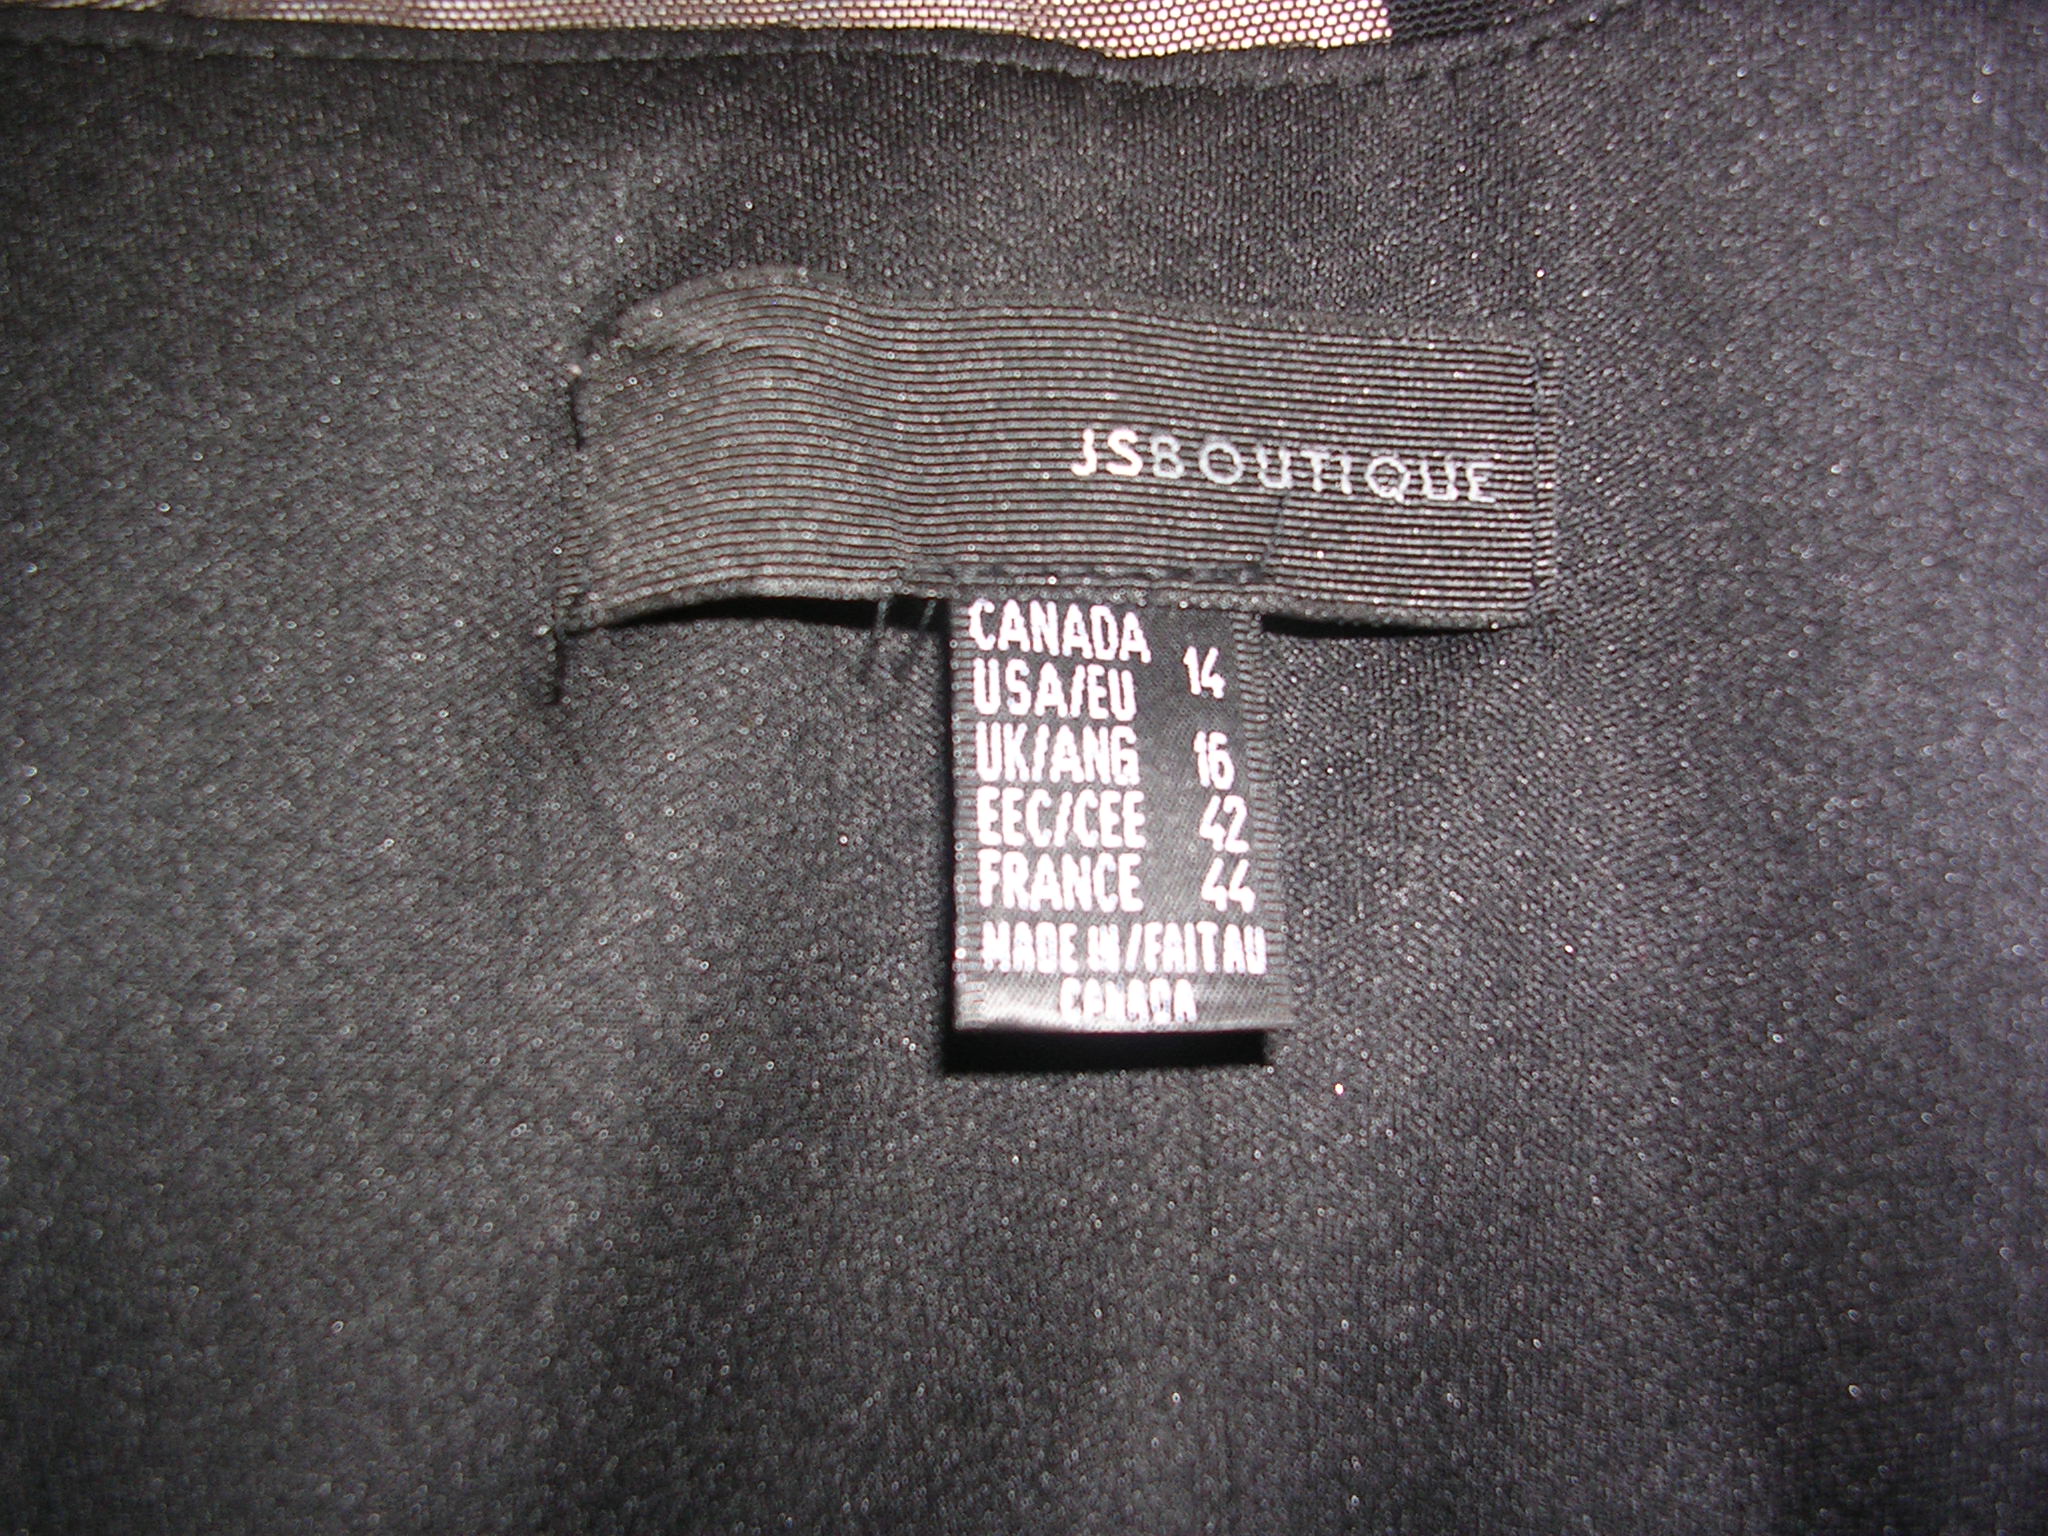 JSBOUTIQUE
CANADA
USA/EU 14
UK/ANG 16
EEC/CEE 42
FRANCE 44
MADE IN/FAIT AU
CANADA